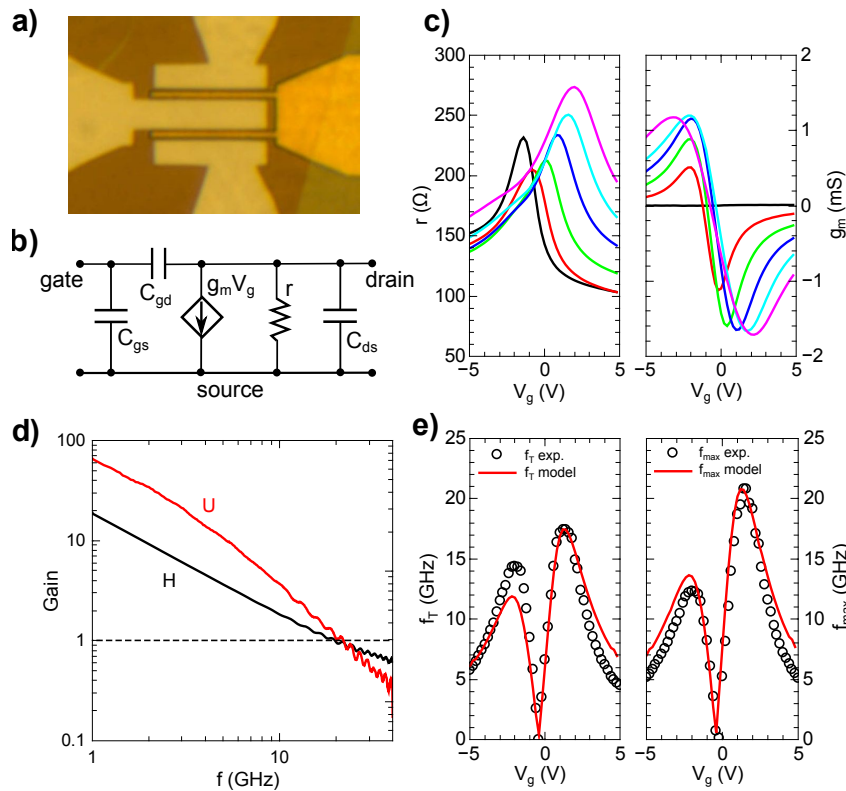 a)
b)
gate
C_gd
g_mV_g
r
drain
C_gs
C_ds
source
c)
300
250
200
150
100
50
r (Ω)
−5
0
5
V_g (V)
2
1
0
−1
−2
g_m (mS)
−5
0
5
V_g (V)
d)
100
10
1
0.1
Gain
U
H
1
10
f (GHz)
e)
25
20
15
10
5
0
f_T (GHz)
f_T exp.
f_T model
−5
0
5
V_g (V)
f_max exp.
f_max model
25
20
15
10
5
0
f_max (GHz)
−5
0
5
V_g (V)